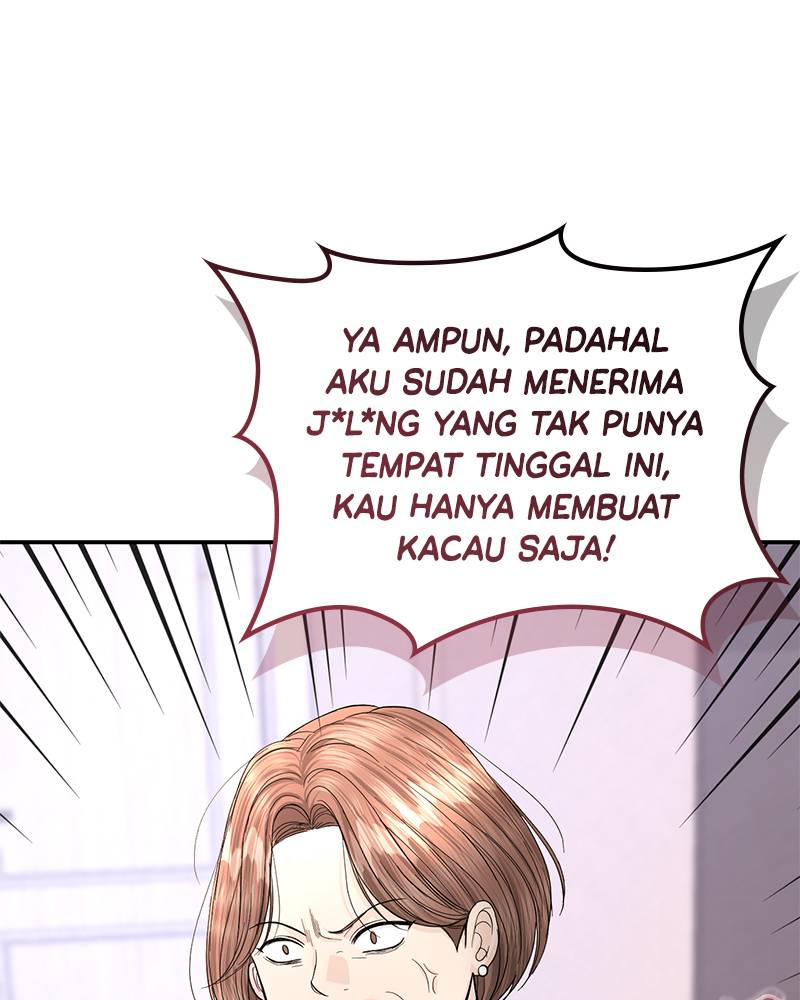 YA AMPUN, PADAHAL
AKU SUDAH MENERIMA
J*L*NG YANG TAK PUNYA
TEMPAT TINGGAL INI,
KAU HANYA MEMBUAT
KACAU SAJA!